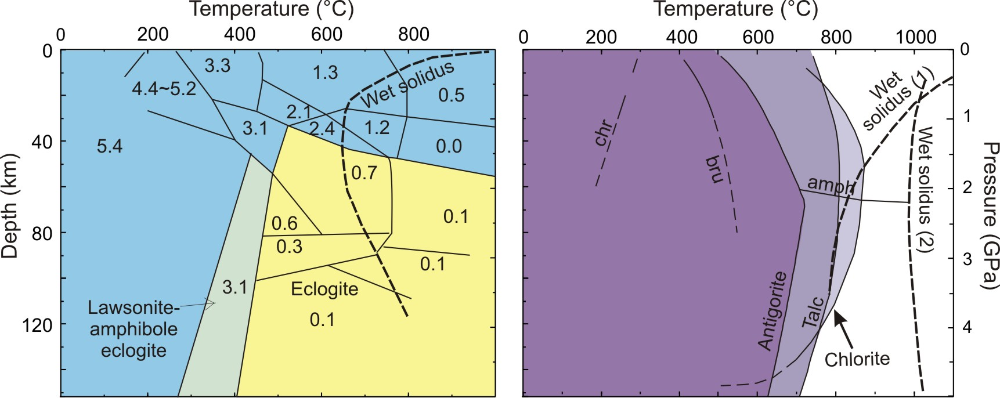 Temperature (°C)
0 200 400 600 800
Depth (km)
0
40
80
120
3.3
1.3
4.4~5.2
Wet solidus
0.5
2.1
3.1
2.4
1.2
5.4
0.0
0.7
0.6
0.1
0.3
0.1
3.1
Eclogite
Lawsonite-
amphibole
eclogite
0.1
Temperature (°C)
0 200 400 600 800 1000
Pressure (GPa)
0
1
2
3
4
chr
bru
amph
Wet
solidus (1)
Wet solidus (2)
Antigorite
Talc
Chlorite